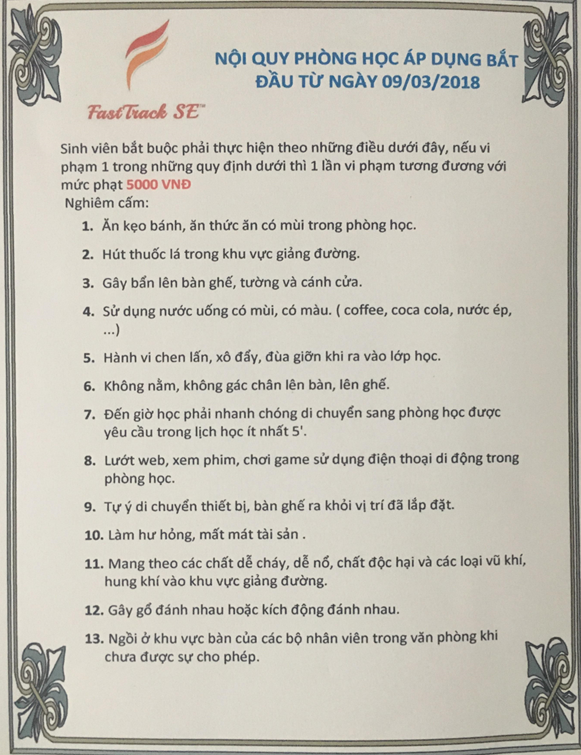 FastTrack SE™
NỘI QUY PHÒNG HỌC ÁP DỤNG BẮT
ĐẦU TỪ NGÀY 09/03/2018
Sinh viên bắt buộc phải thực hiện theo những điều dưới đây, nếu vi
phạm 1 trong những quy định dưới thì 1 lần vi phạm tương đương với
mức phạt 5000 VNĐ
Nghiêm cấm:
1. Ăn kẹo bánh, ăn thức ăn có mùi trong phòng học.
2. Hút thuốc lá trong khu vực giảng đường.
3. Gây bẩn lên bàn ghế, tường và cánh cửa.
4. Sử dụng nước uống có mùi, có màu. ( coffee, coca cola, nước ép,
...)
5. Hành vi chen lấn, xô đẩy, đùa giỡn khi ra vào lớp học.
6. Không nằm, không gác chân lên bàn, lên ghế.
7. Đến giờ học phải nhanh chóng di chuyển sang phòng học được
yêu cầu trong lịch học ít nhất 5'.
8. Lướt web, xem phim, chơi game sử dụng điện thoại di động trong
phòng học.
9. Tự ý di chuyển thiết bị, bàn ghế ra khỏi vị trí đã lắp đặt.
10. Làm hư hỏng, mất mát tài sản .
11. Mang theo các chất dễ cháy, dễ nổ, chất độc hại và các loại vũ khí,
hung khí vào khu vực giảng đường.
12. Gây gổ đánh nhau hoặc kích động đánh nhau.
13. Ngồi ở khu vực bàn của các bộ nhân viên trong văn phòng khi
chưa được sự cho phép.